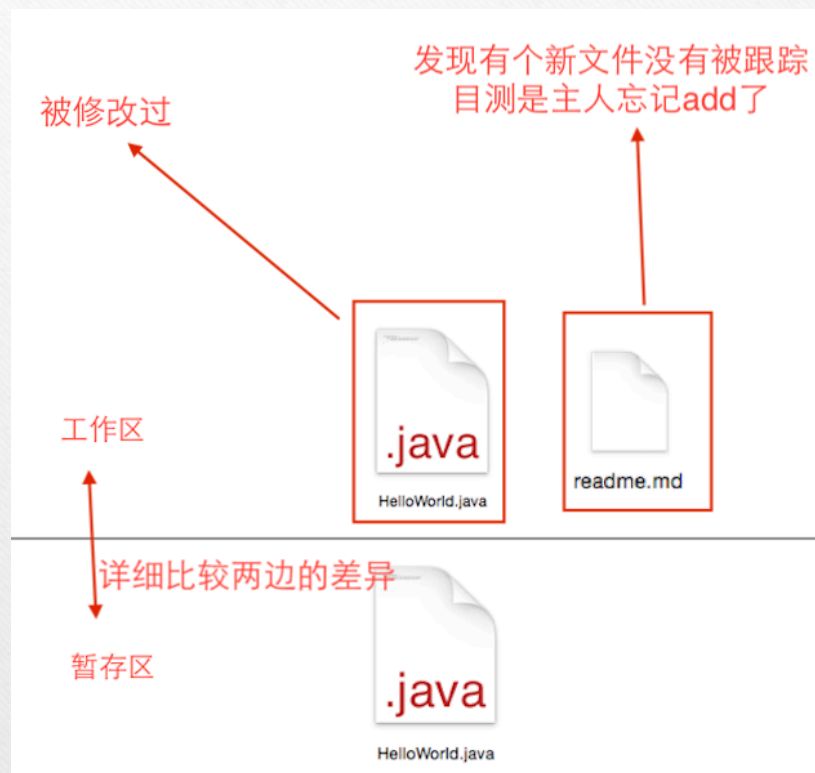 发现有个新文件没有被跟踪
目测是主人忘记add了
被修改过
.java
HelloWorld.java
readme.md
工作区
详细比较两边的差异
暂存区
.java
HelloWorld.java